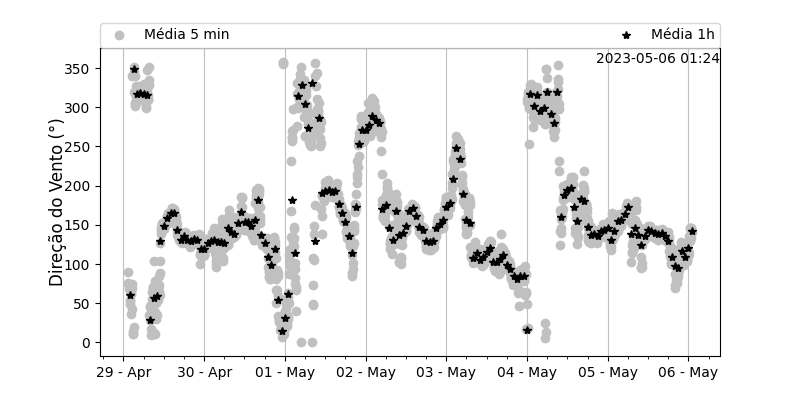 Média 5 min
Média 1h
2023-05-06 01:24
Direção do Vento (°)
350
300
250
200
150
100
50
0
29 - Apr
30 - Apr
01 - May
02 - May
03 - May
04 - May
05 - May
06 - May